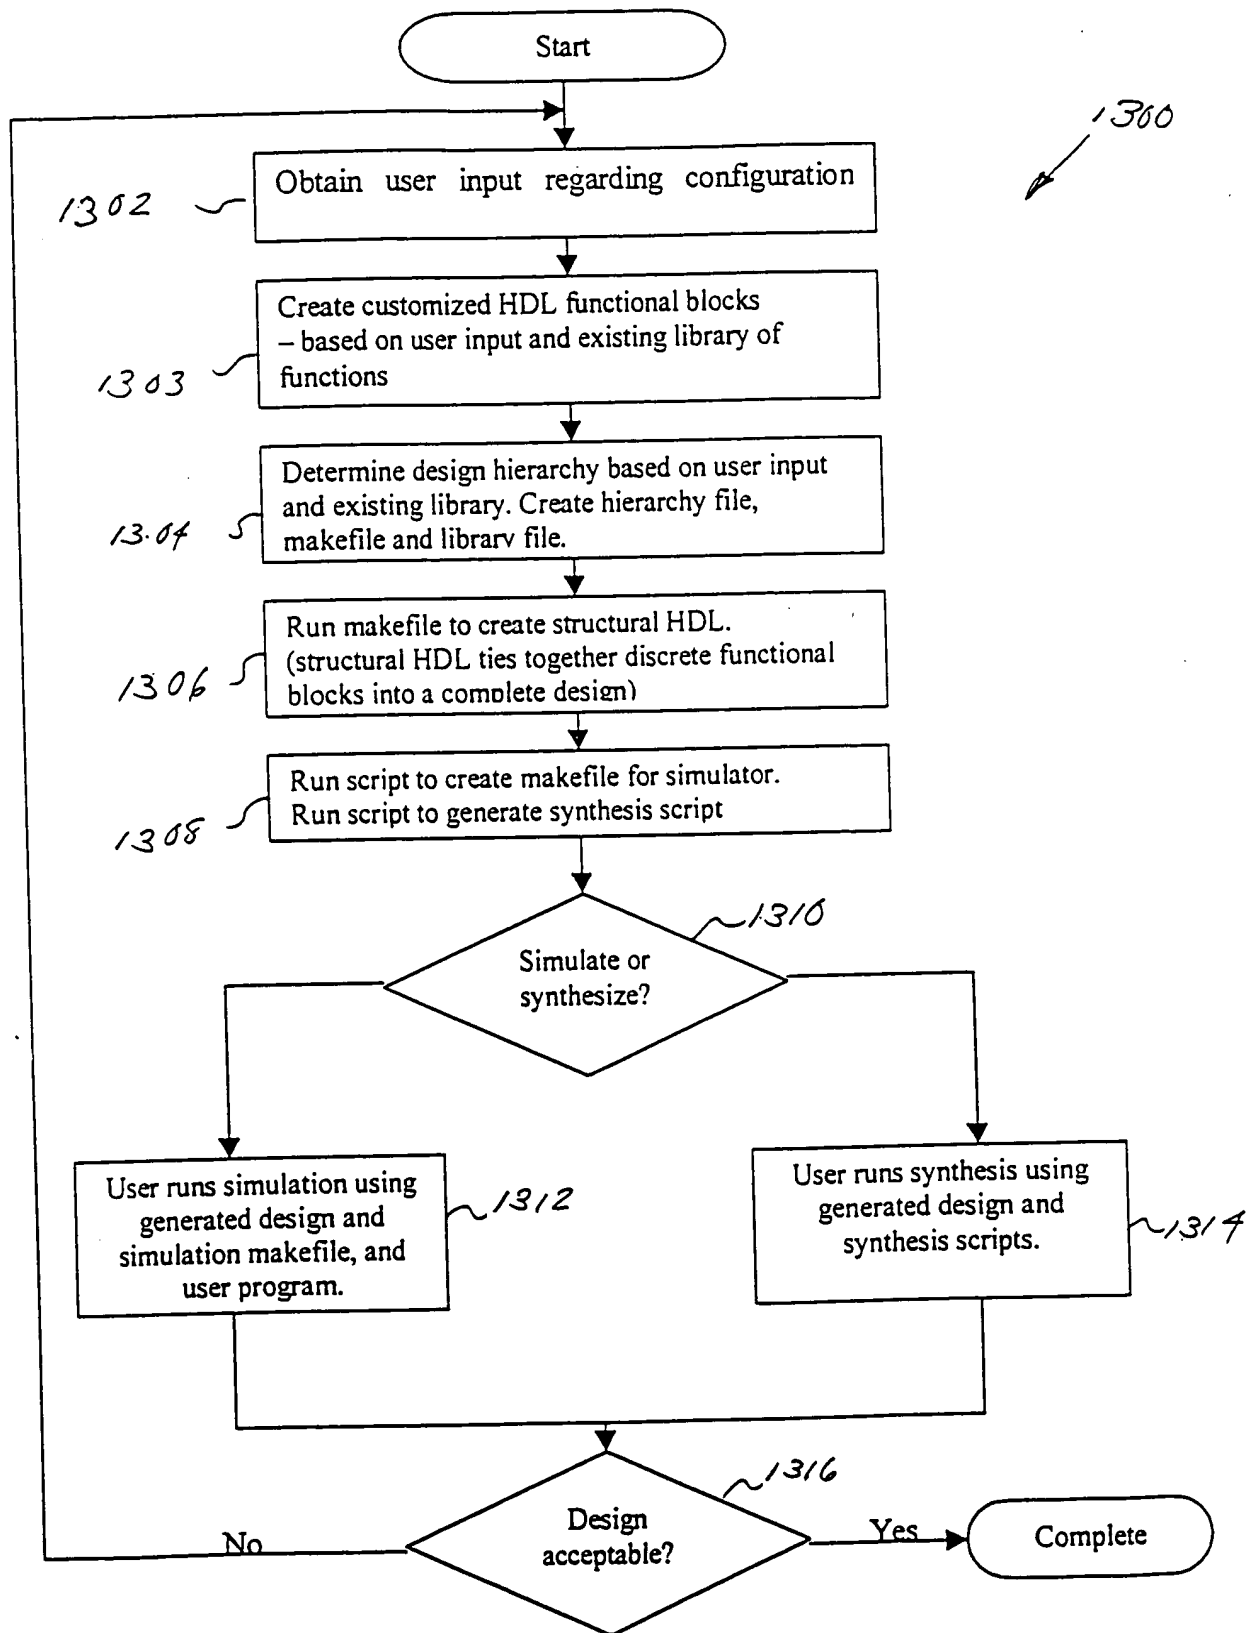 Start
1300
Obtain user input regarding configuration
1302
Create customized HDL functional blocks
– based on user input and existing library of
functions
1303
Determine design hierarchy based on user input
and existing library. Create hierarchy file,
makefile and library file.
13.04
Run makefile to create structural HDL.
(structural HDL ties together discrete functional
blocks into a complete design)
1306
Run script to create makefile for simulator.
Run script to generate synthesis script
1308
1310
Simulate or
synthesize?
User runs simulation using
generated design and
simulation makefile, and
user program.
1312
User runs synthesis using
generated design and
synthesis scripts.
1314
1316
Design
acceptable?
No
Yes
Complete